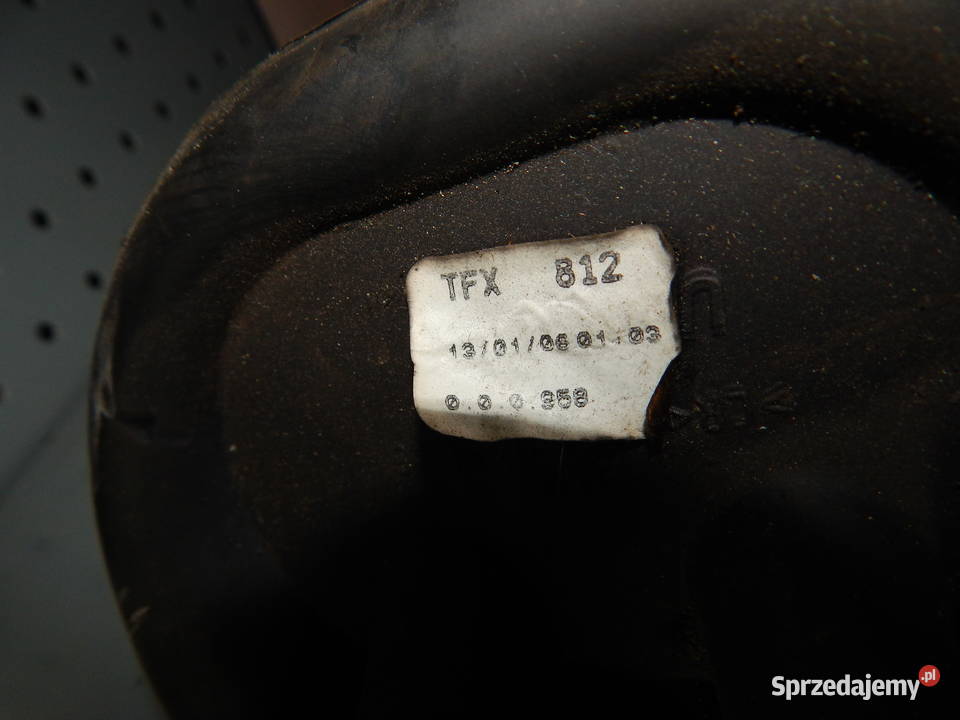 TFX 812
13/01/06 01:03
0.0.0.958
Sprzedajemy.pl